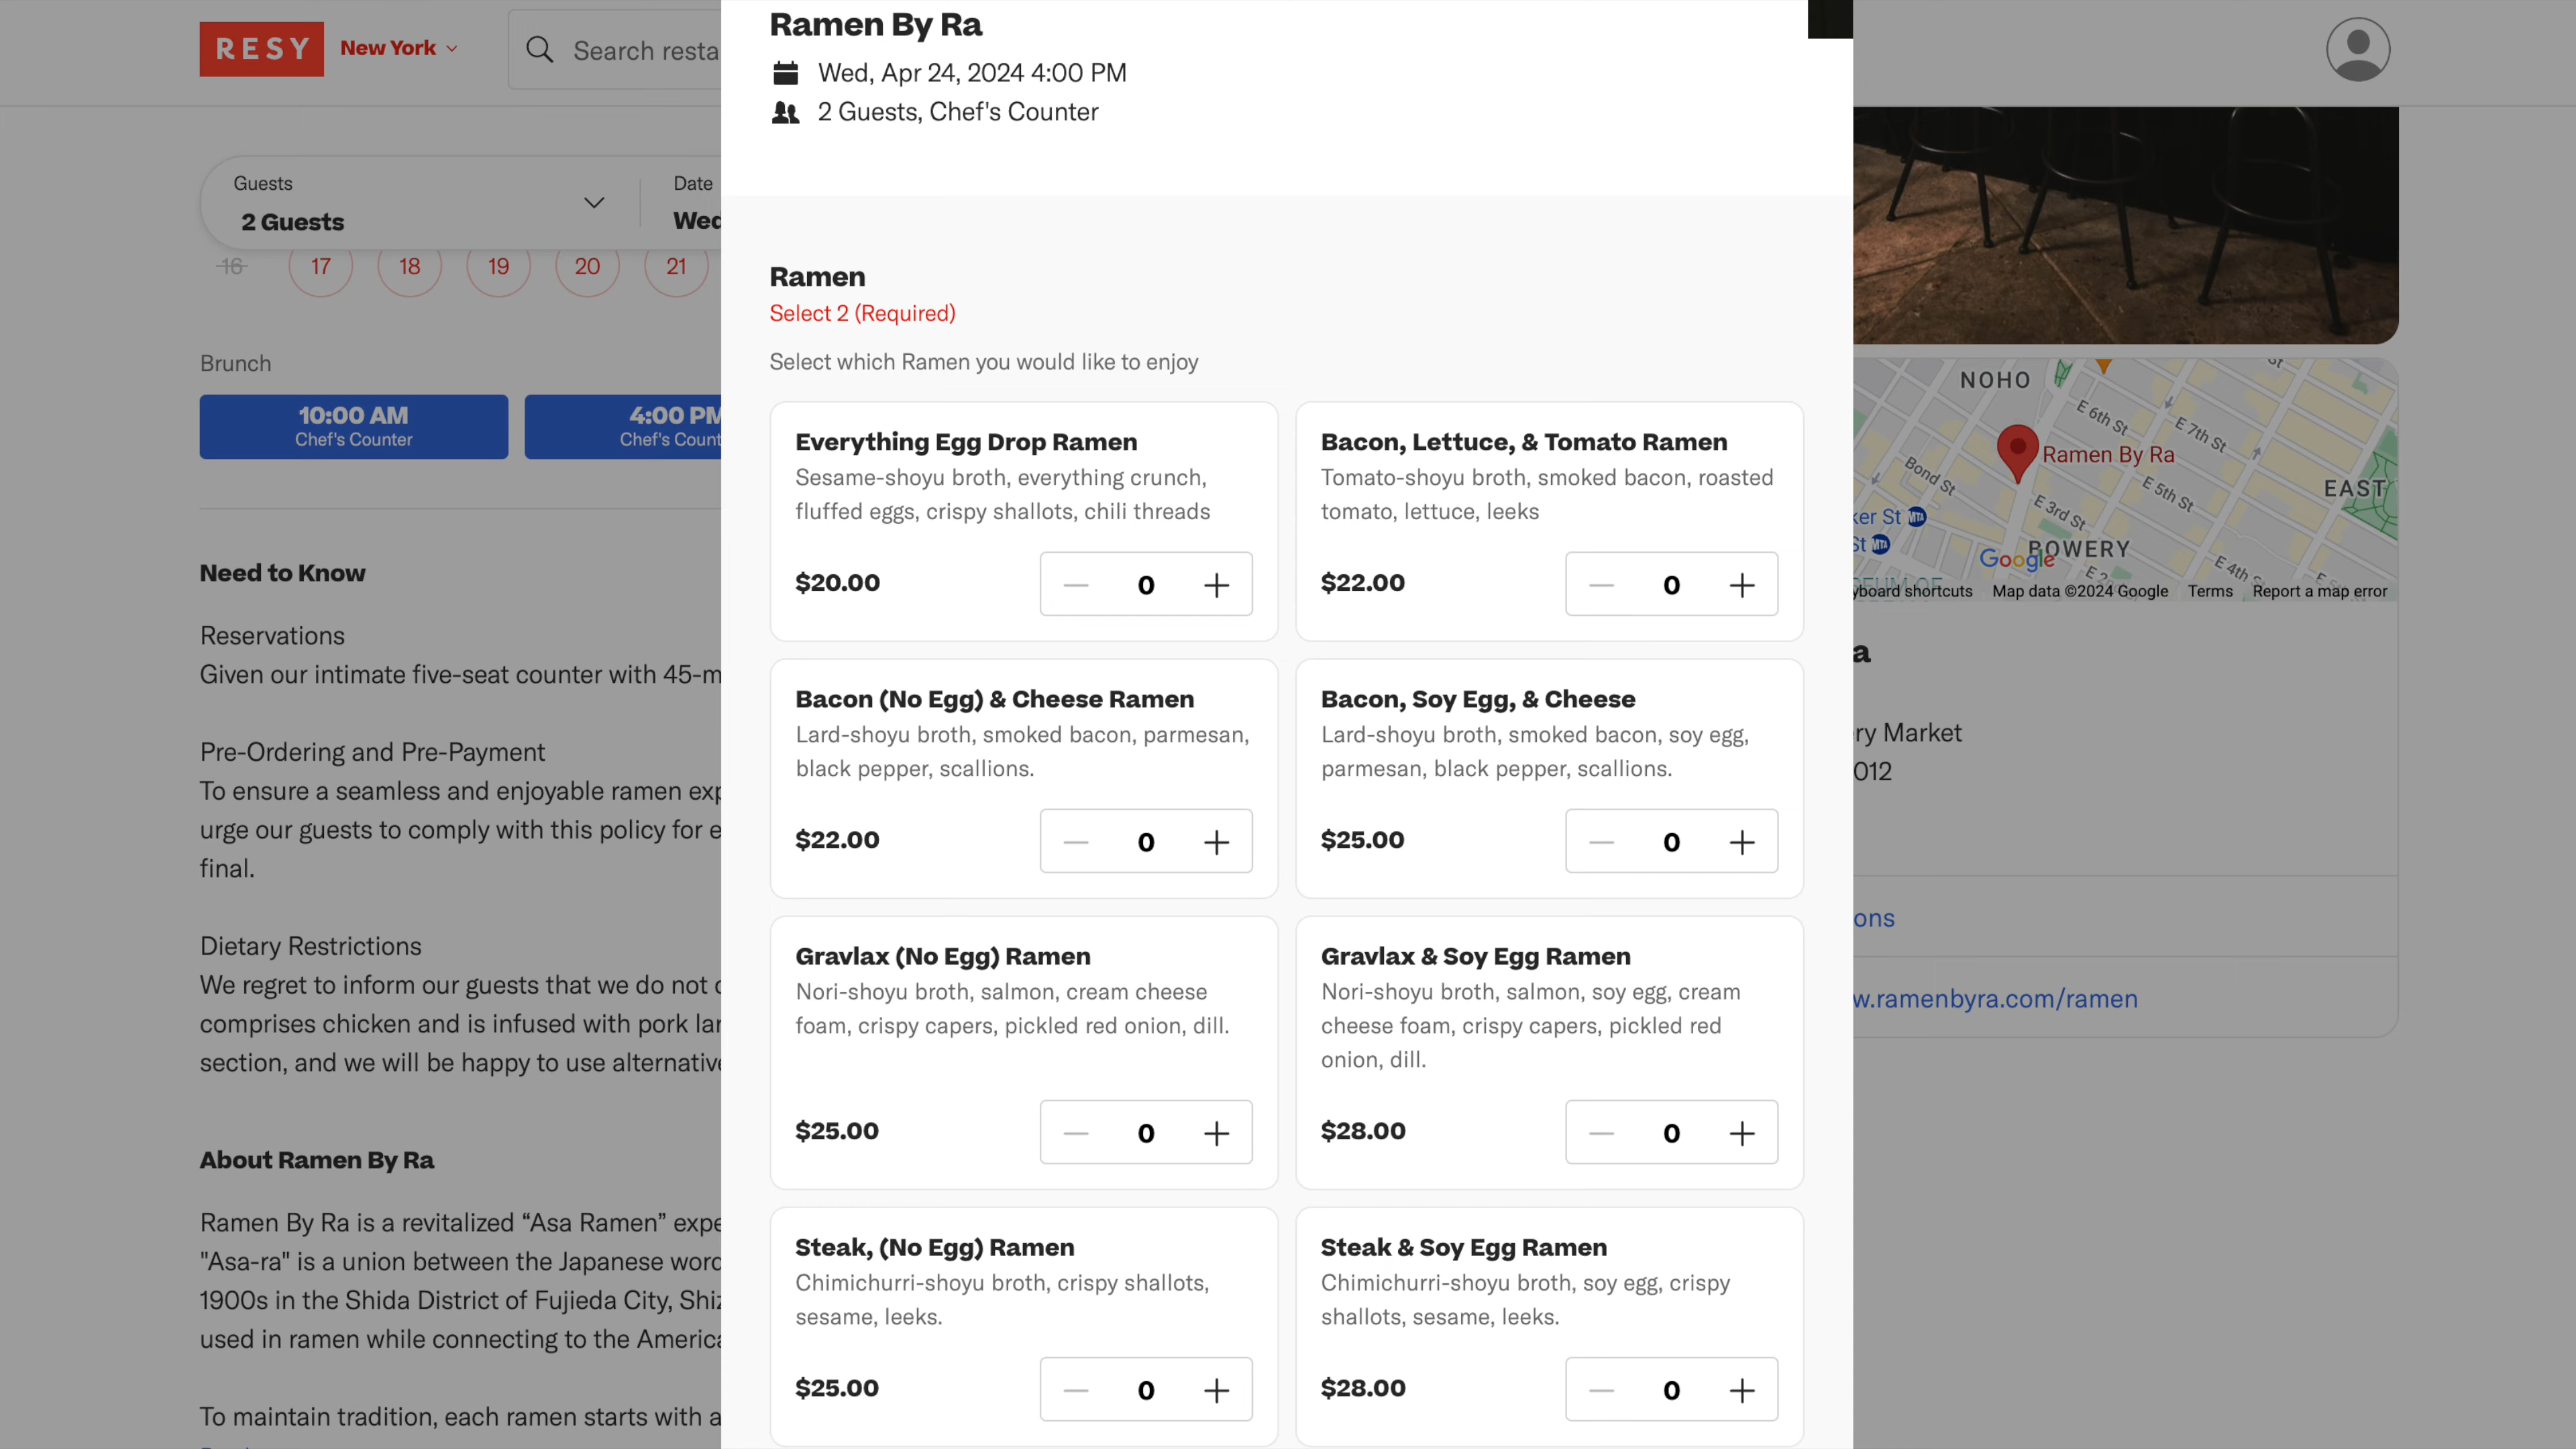 RESY
New York
Search resta
Guests
2 Guests
Date
Wed
16 17 18 19 20 21
Brunch
10:00 AM
Chef's Counter
4:00 PM
Chef's Count
Need to Know
Reservations
Given our intimate five-seat counter with 45-m
Pre-Ordering and Pre-Payment
To ensure a seamless and enjoyable ramen exp
urge our guests to comply with this policy for e
final.
Dietary Restrictions
We regret to inform our guests that we do not c
comprises chicken and is infused with pork lar
section, and we will be happy to use alternative
About Ramen By Ra
Ramen By Ra is a revitalized “Asa Ramen” expe
"Asa-ra" is a union between the Japanese word
1900s in the Shida District of Fujieda City, Shiz
used in ramen while connecting to the America
To maintain tradition, each ramen starts with a
Ramen By Ra
Wed, Apr 24, 2024 4:00 PM
2 Guests, Chef's Counter
Ramen
Select 2 (Required)
Select which Ramen you would like to enjoy
Everything Egg Drop Ramen
Sesame-shoyu broth, everything crunch,
fluffed eggs, crispy shallots, chili threads
$20.00
0
Bacon, Lettuce, & Tomato Ramen
Tomato-shoyu broth, smoked bacon, roasted
tomato, lettuce, leeks
$22.00
0
Bacon (No Egg) & Cheese Ramen
Lard-shoyu broth, smoked bacon, parmesan,
black pepper, scallions.
$22.00
0
Bacon, Soy Egg, & Cheese
Lard-shoyu broth, smoked bacon, soy egg,
parmesan, black pepper, scallions.
$25.00
0
Gravlax (No Egg) Ramen
Nori-shoyu broth, salmon, cream cheese
foam, crispy capers, pickled red onion, dill.
$25.00
0
Gravlax & Soy Egg Ramen
Nori-shoyu broth, salmon, soy egg, cream
cheese foam, crispy capers, pickled red
onion, dill.
$28.00
0
Steak, (No Egg) Ramen
Chimichurri-shoyu broth, crispy shallots,
sesame, leeks.
$25.00
0
Steak & Soy Egg Ramen
Chimichurri-shoyu broth, soy egg, crispy
shallots, sesame, leeks.
$28.00
0
St
NOHO
E 6th St
E 7th St
Ramen By Ra
Bond St
E 5th St
EAST
E 3rd St
ker St MTA
St MTA
BOWERY
Google
E 4th S
E 2
SEUM OF
yboard shortcuts
Map data ©2024 Google
Terms
Report a map error
a
ry Market
012
ons
w.ramenbyra.com/ramen